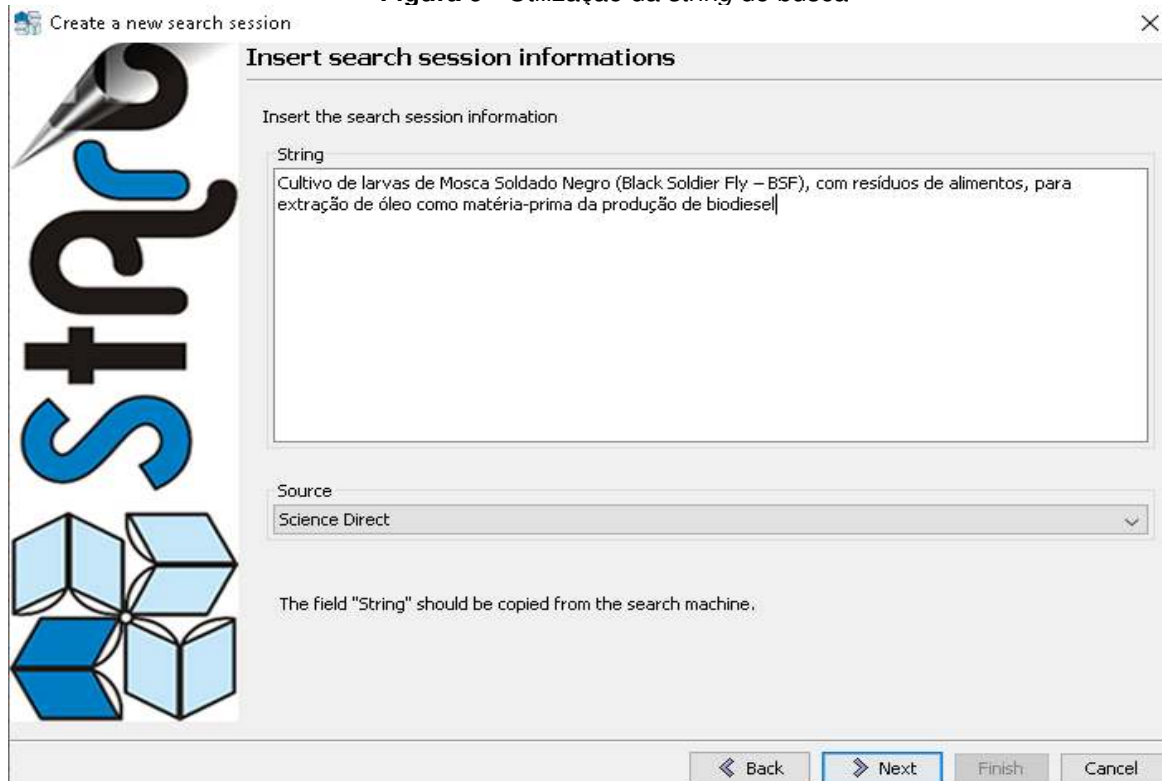 Create a new search session
Insert search session informations
Insert the search session information
String
Cultivo de larvas de Mosca Soldado Negro (Black Soldier Fly – BSF), com resíduos de alimentos, para
extração de óleo como matéria-prima da produção de biodiesel
Source
Science Direct
The field "String" should be copied from the search machine.
Back
Next
Finish
Cancel
start